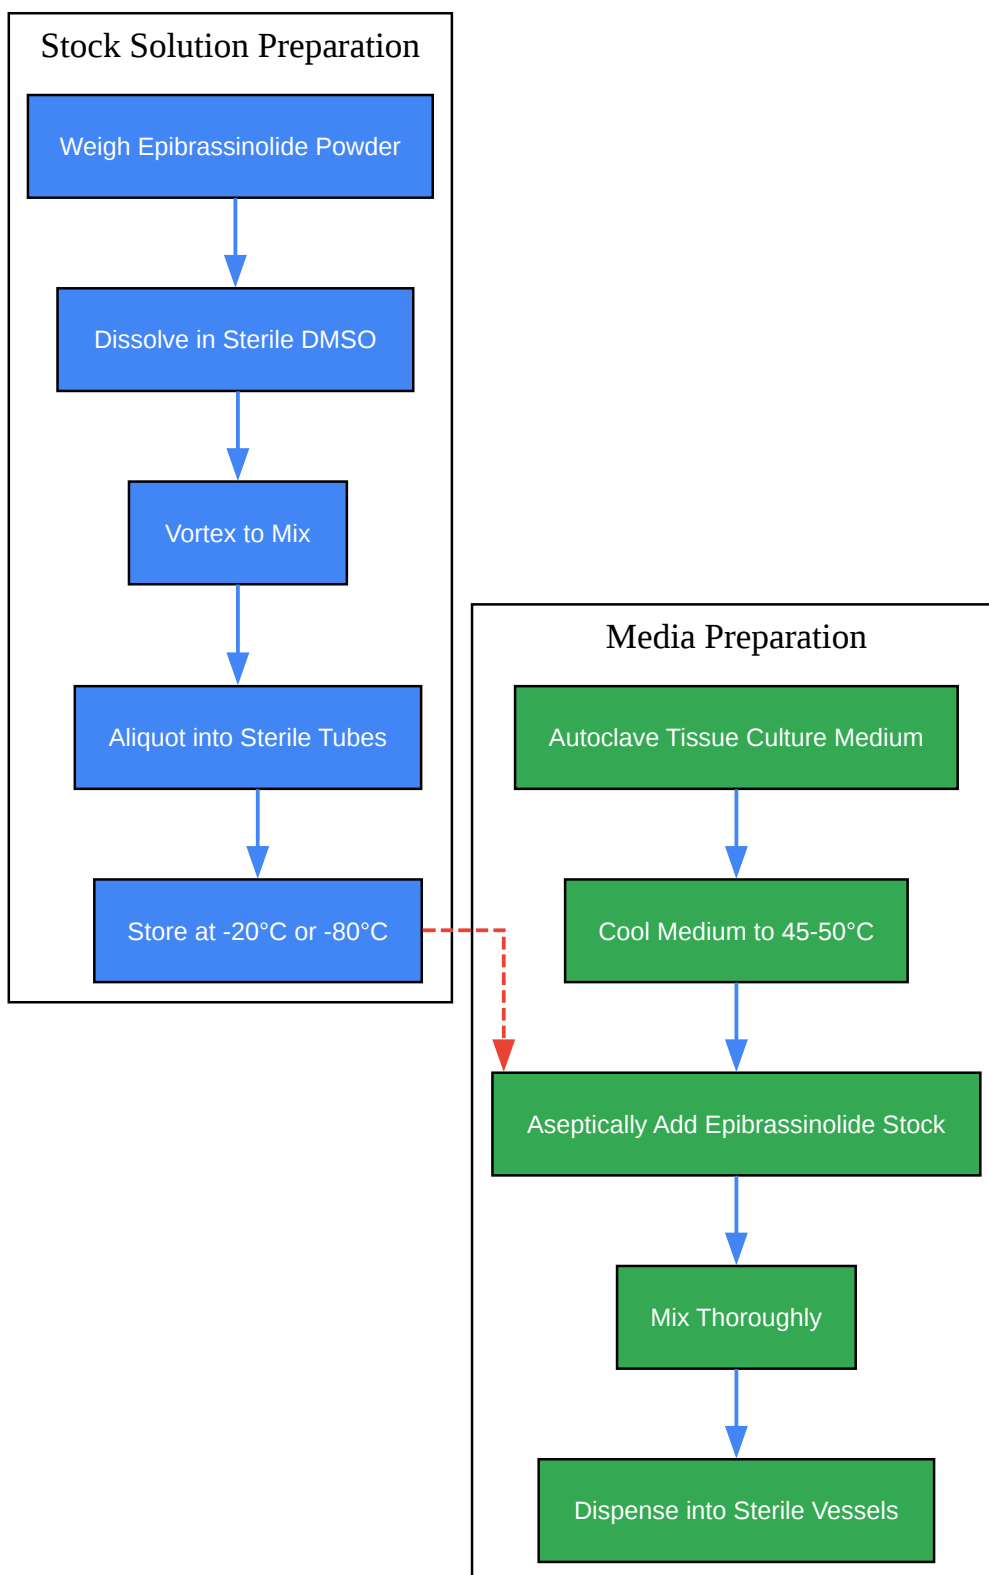 Stock Solution Preparation
Weigh Epibrassinolide Powder
Dissolve in Sterile DMSO
Vortex to Mix
Aliquot into Sterile Tubes
Store at -20°C or -80°C
Media Preparation
Autoclave Tissue Culture Medium
Cool Medium to 45-50°C
Aseptically Add Epibrassinolide Stock
Mix Thoroughly
Dispense into Sterile Vessels